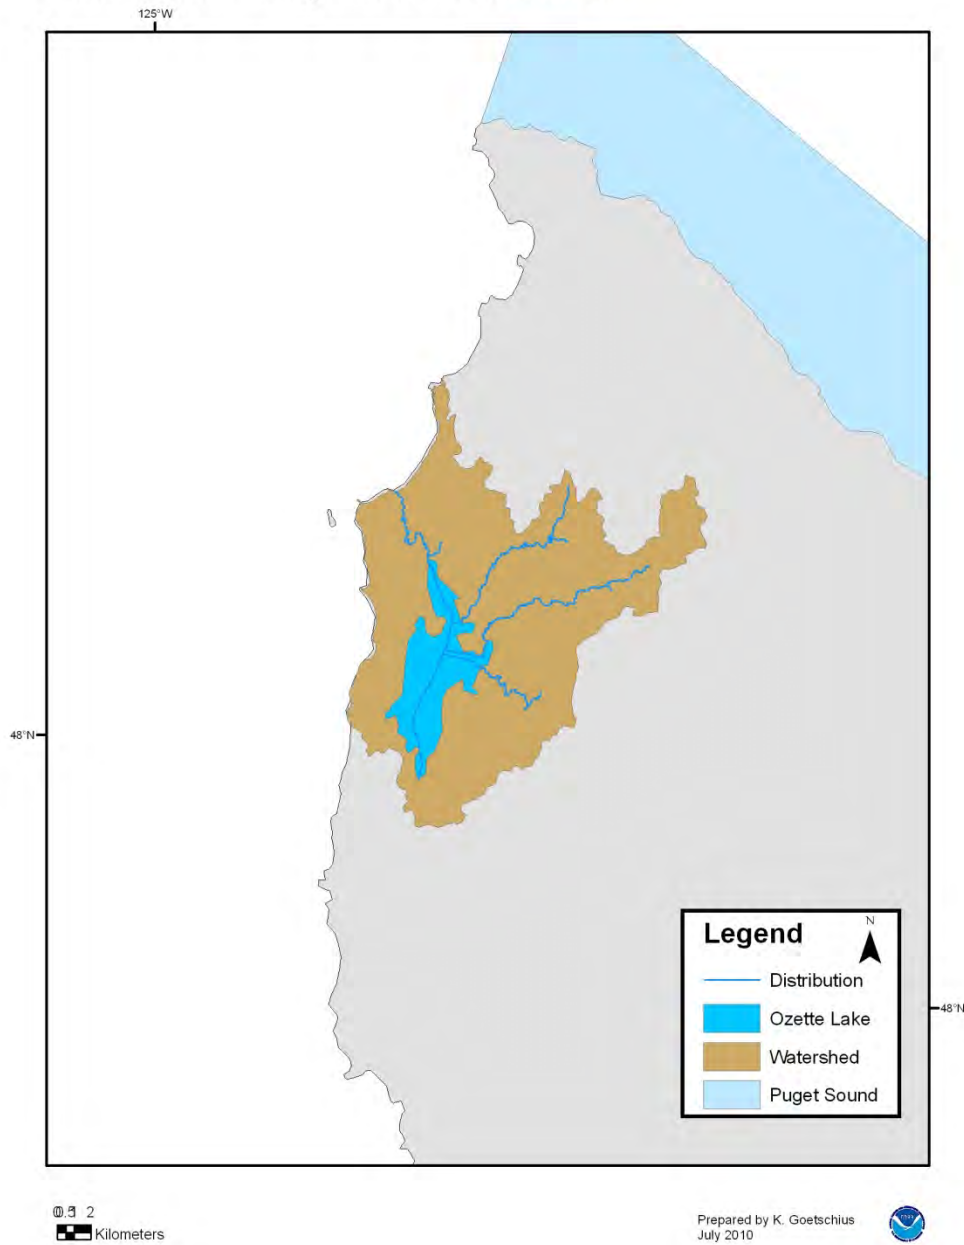 125°W
48°N
Legend
N
Distribution
Ozette Lake
48°N
Watershed
Puget Sound
2
Kilometers
Prepared by K. Goetschius
July 2010